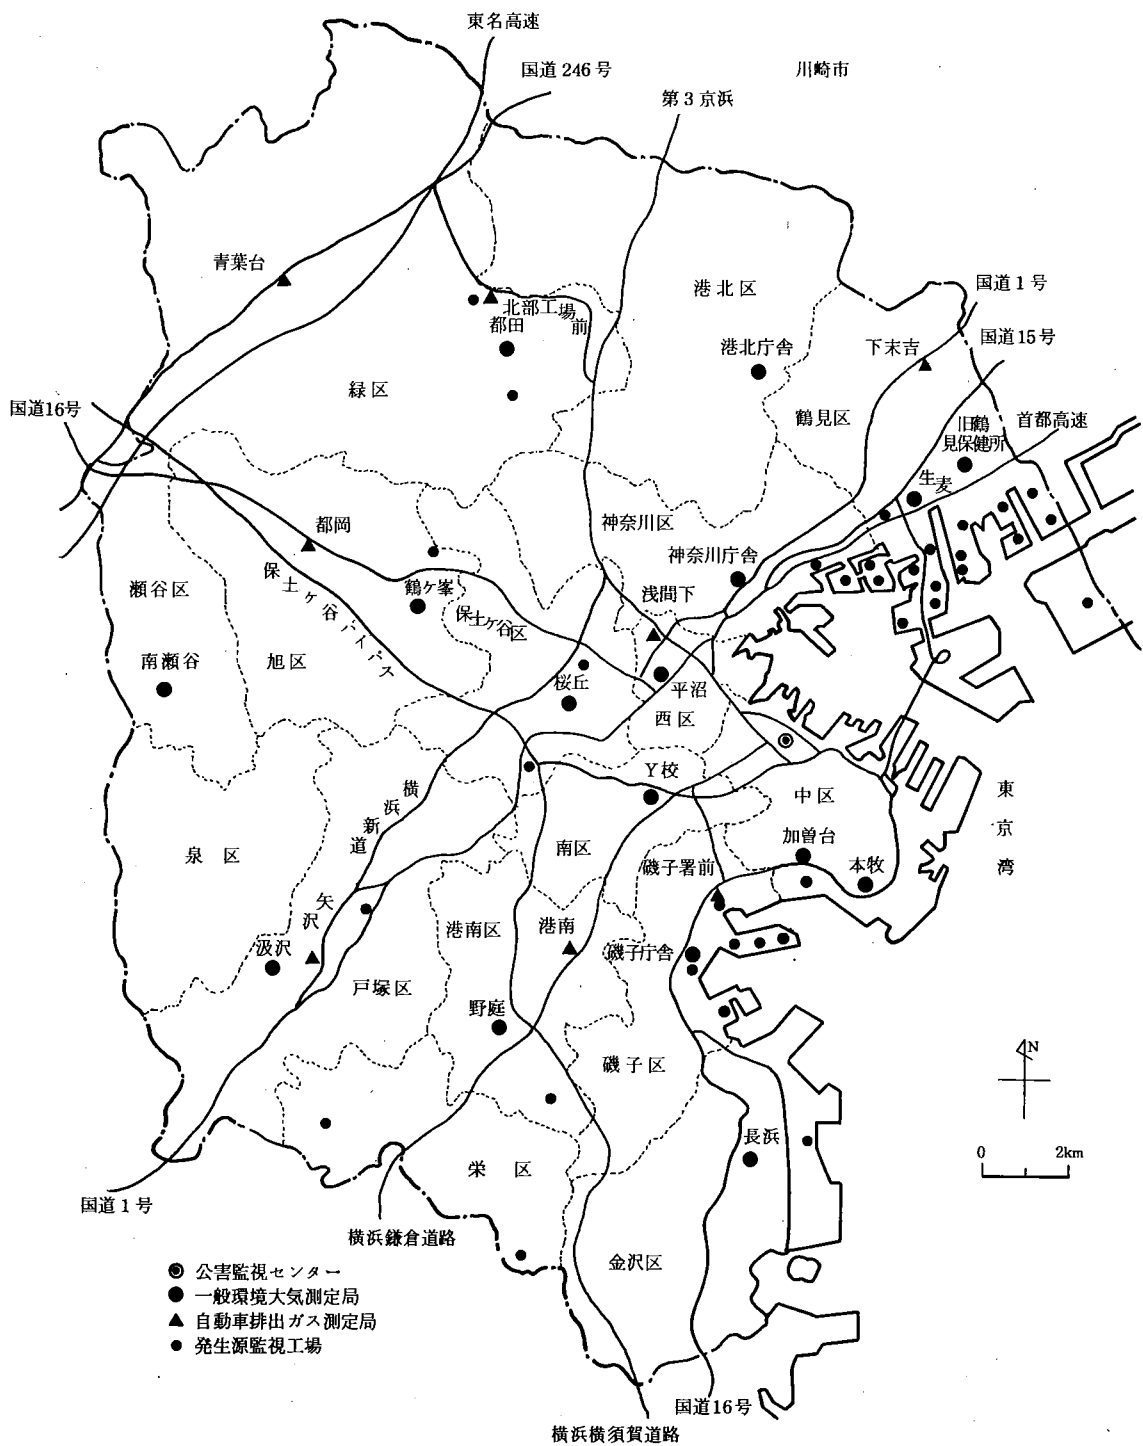 東名高速
国道246号
川崎市
第3京浜
青葉台
港北区
国道1号
北部工場前
都田
港北庁舎
下末吉
国道15号
緑区
鶴見区
国道16号
旧鶴
見保健所
首都高速
生麦
都岡
神奈川区
神奈川庁舎
瀬谷区
保土ヶ谷バイパス
鶴ケ峯
保土ケ谷区
浅間下
南瀬谷
旭区
桜丘
平沼
西区
横浜新道
Y校
中区
東京湾
泉区
南区
加曽台
磯子署前
本牧
矢沢
港南区
港南
汲沢
磯子庁舎
戸塚区
野庭
磯子区
N
長浜
0 2km
栄区
国道1号
横浜鎌倉道路
金沢区
公害監視センター
一般環境大気測定局
自動車排出ガス測定局
発生源監視工場
国道16号
横浜横須賀道路